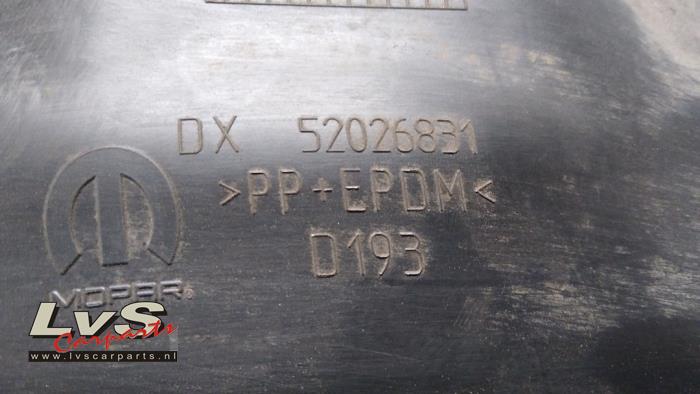 DX 52026831
>PP+EPDM<
D193
MOPAR®
LvS
Carparts
www.lvscarparts.nl